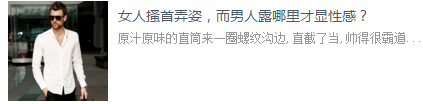 女人搔首弄姿，而男人露哪里才显性感？
原汁原味的直筒来一圈螺纹沟边,直截了当,帅得很霸道...